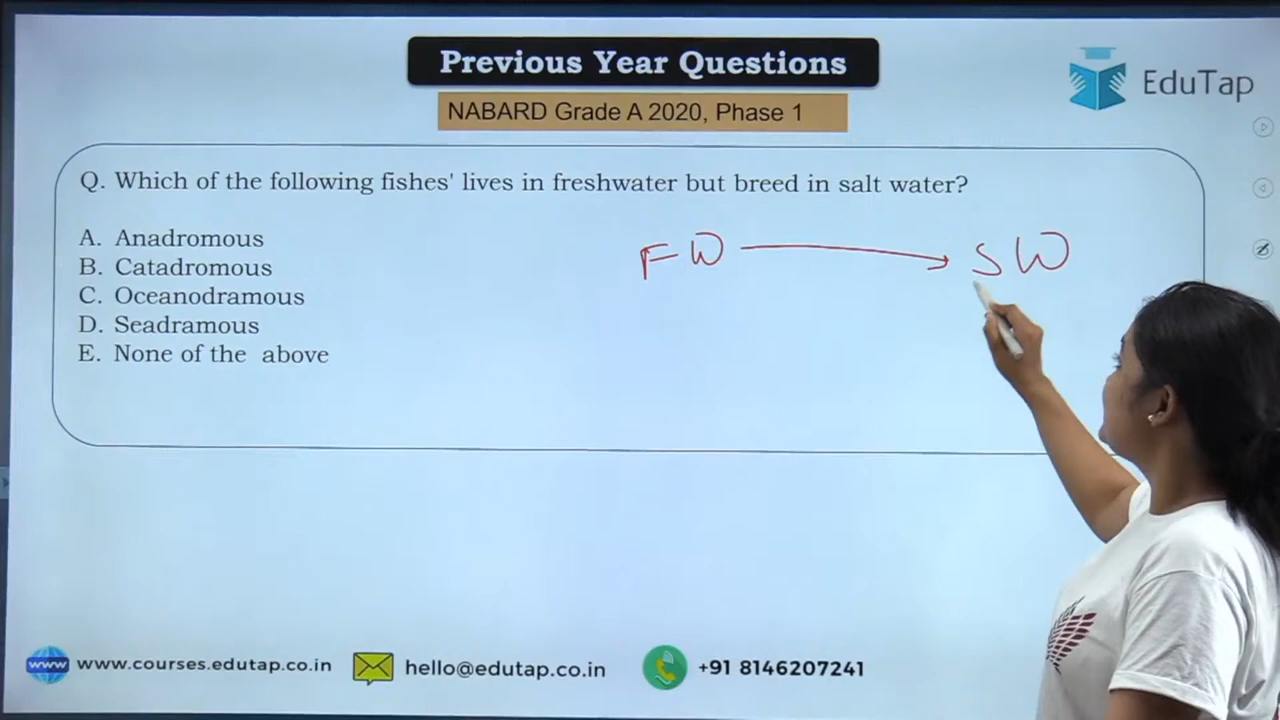 Previous Year Questions
EduTap
NABARD Grade A 2020, Phase 1
Q. Which of the following fishes' lives in freshwater but breed in salt water?
A. Anadromous
B. Catadromous
C. Oceanodramous
D. Seadramous
E. None of the above
FW → SW
www www.courses.edutap.co.in hello@edutap.co.in +91 8146207241